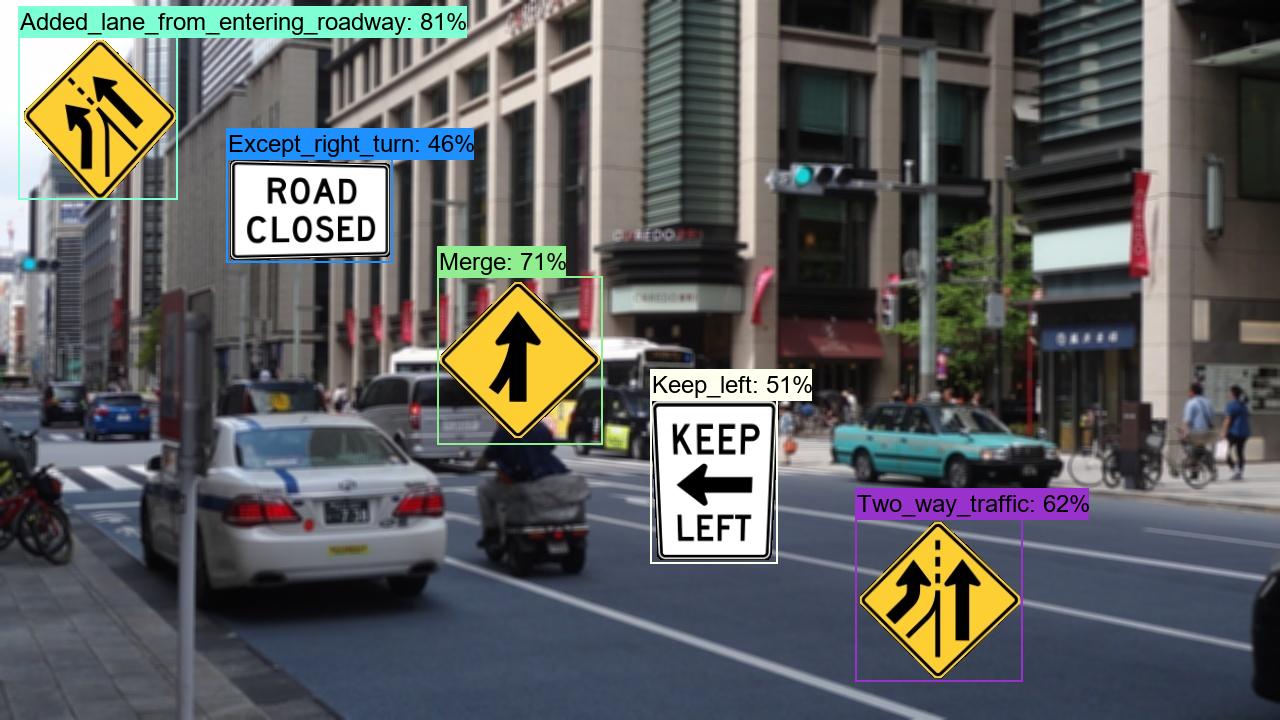 Added_lane_from_entering_roadway: 81%
Except_right_turn: 46%
ROAD
CLOSED
Merge: 71%
Keep_left: 51%
KEEP
LEFT
Two_way_traffic: 62%